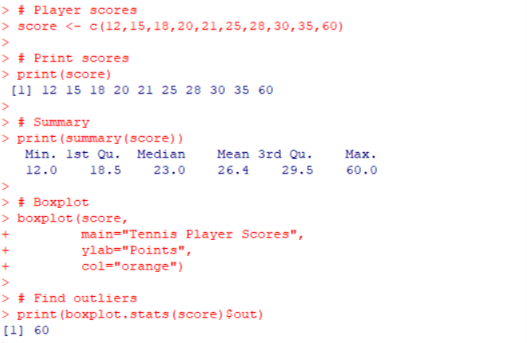 > # Player scores
> score <- c(12,15,18,20,21,25,28,30,35,60)
>
> # Print scores
> print(score)
 [1] 12 15 18 20 21 25 28 30 35 60
>
> # Summary
> print(summary(score))
   Min. 1st Qu.  Median    Mean 3rd Qu.    Max.
   12.0    18.5    23.0    26.4    29.5    60.0
>
> # Boxplot
> boxplot(score,
+         main="Tennis Player Scores",
+         ylab="Points",
+         col="orange")
>
> # Find outliers
> print(boxplot.stats(score)$out)
[1] 60